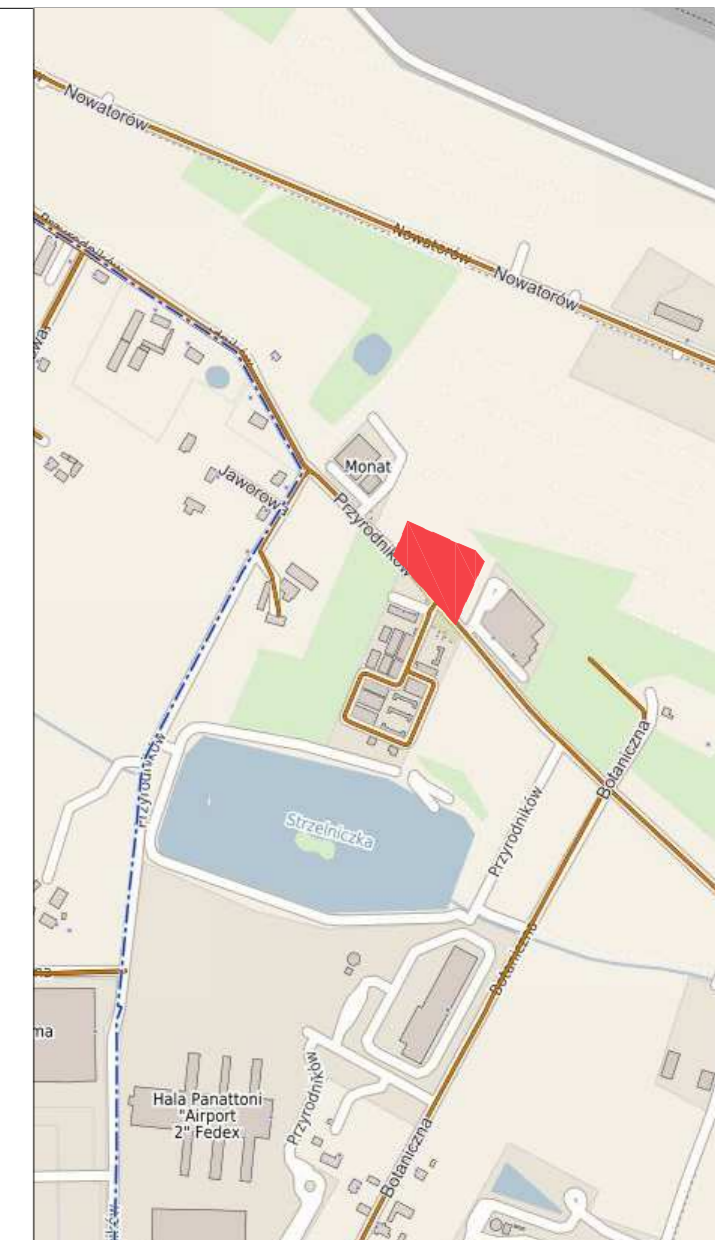 Nowatorów
Nowatorów
Nowatorów
Monat
Jaworowa
Przyrodników
Botaniczna
Przyrodników
Przyrodników
Strzelniczka
Botaniczna
ma
Hala Panattoni
"Airport
2" Fedex
Przyrodników
Botaniczna
ików